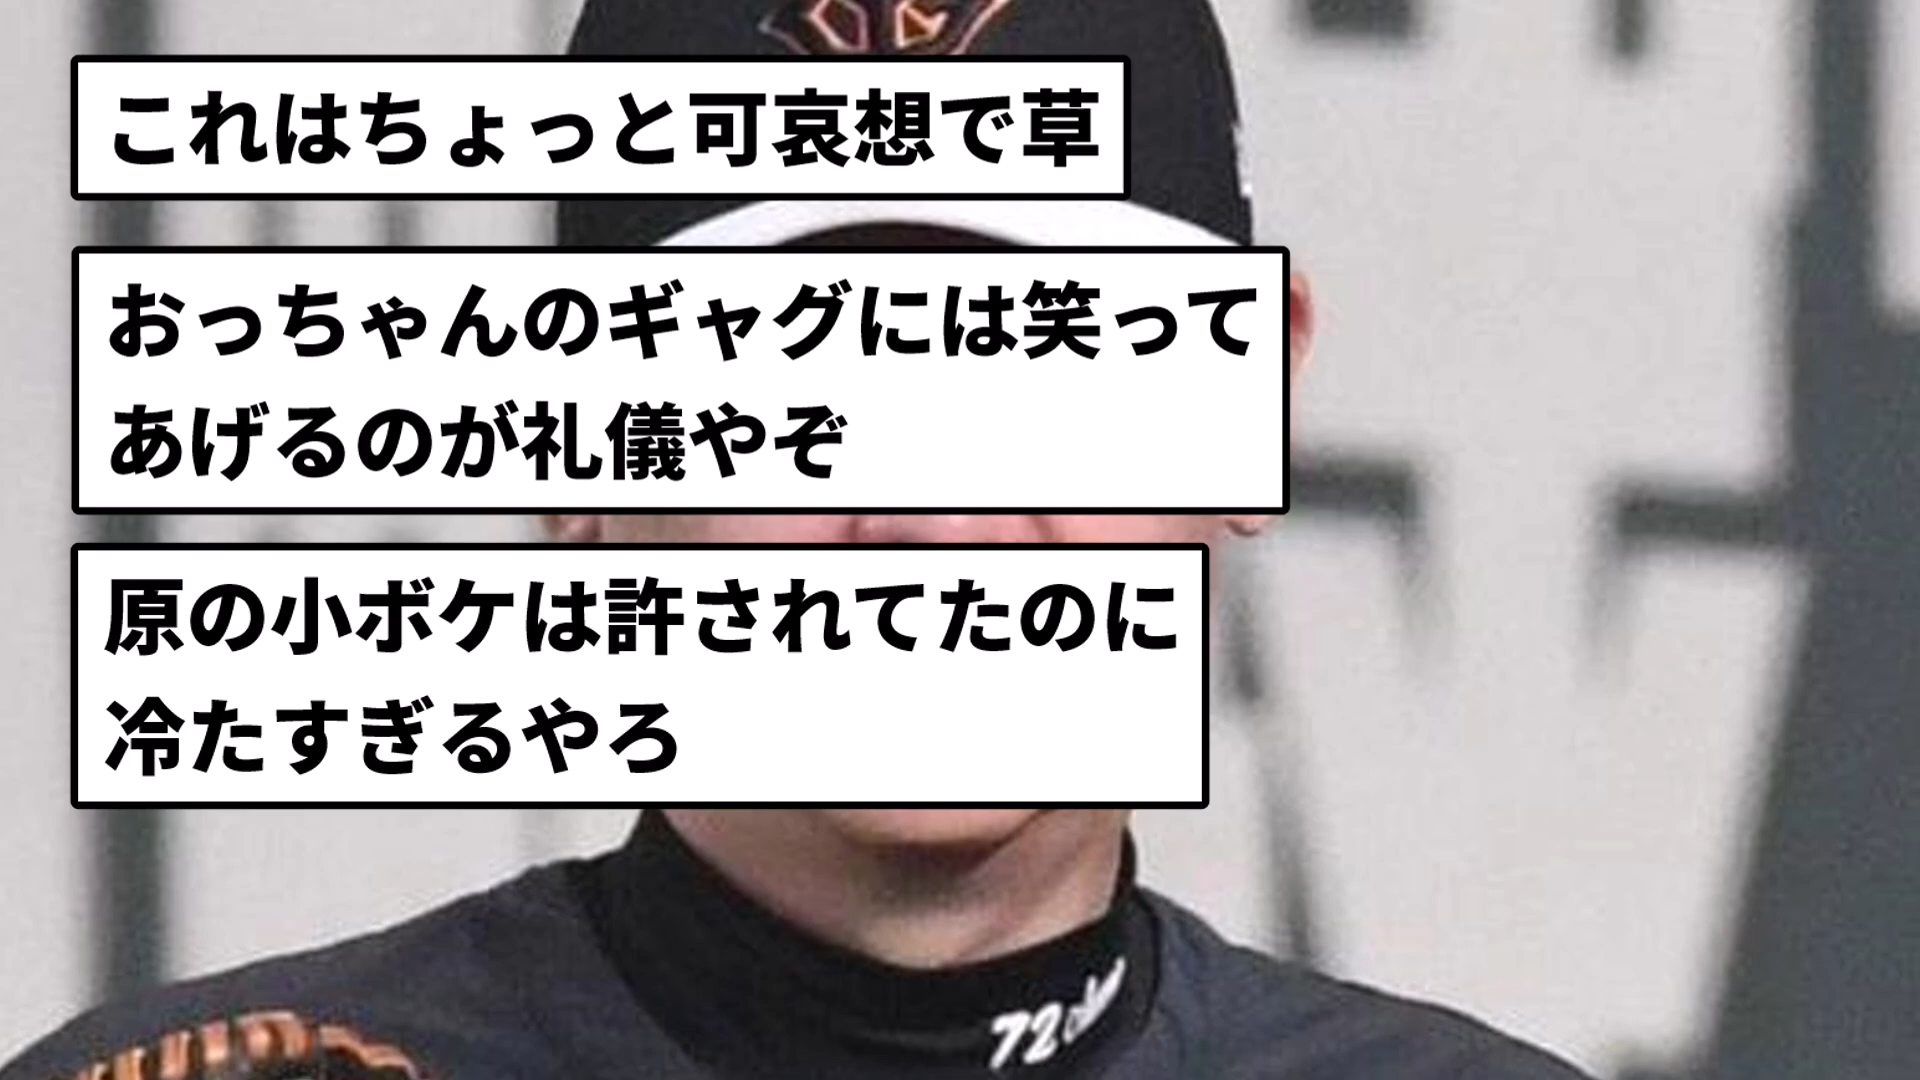 これはちょっと可哀想で草
おっちゃんのギャグには笑って
あげるのが礼儀やぞ
原の小ボケは許されてたのに
冷たすぎるやろ
72